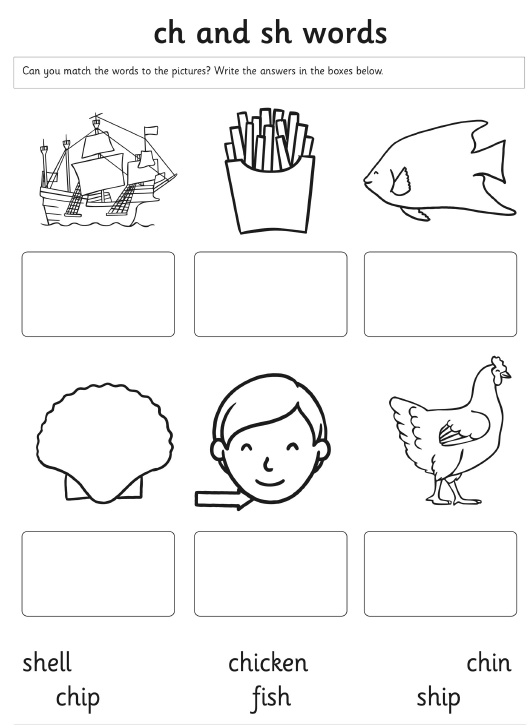 ch and sh words
Can you match the words to the pictures? Write the answers in the boxes below.
shell chicken chin
chip fish ship